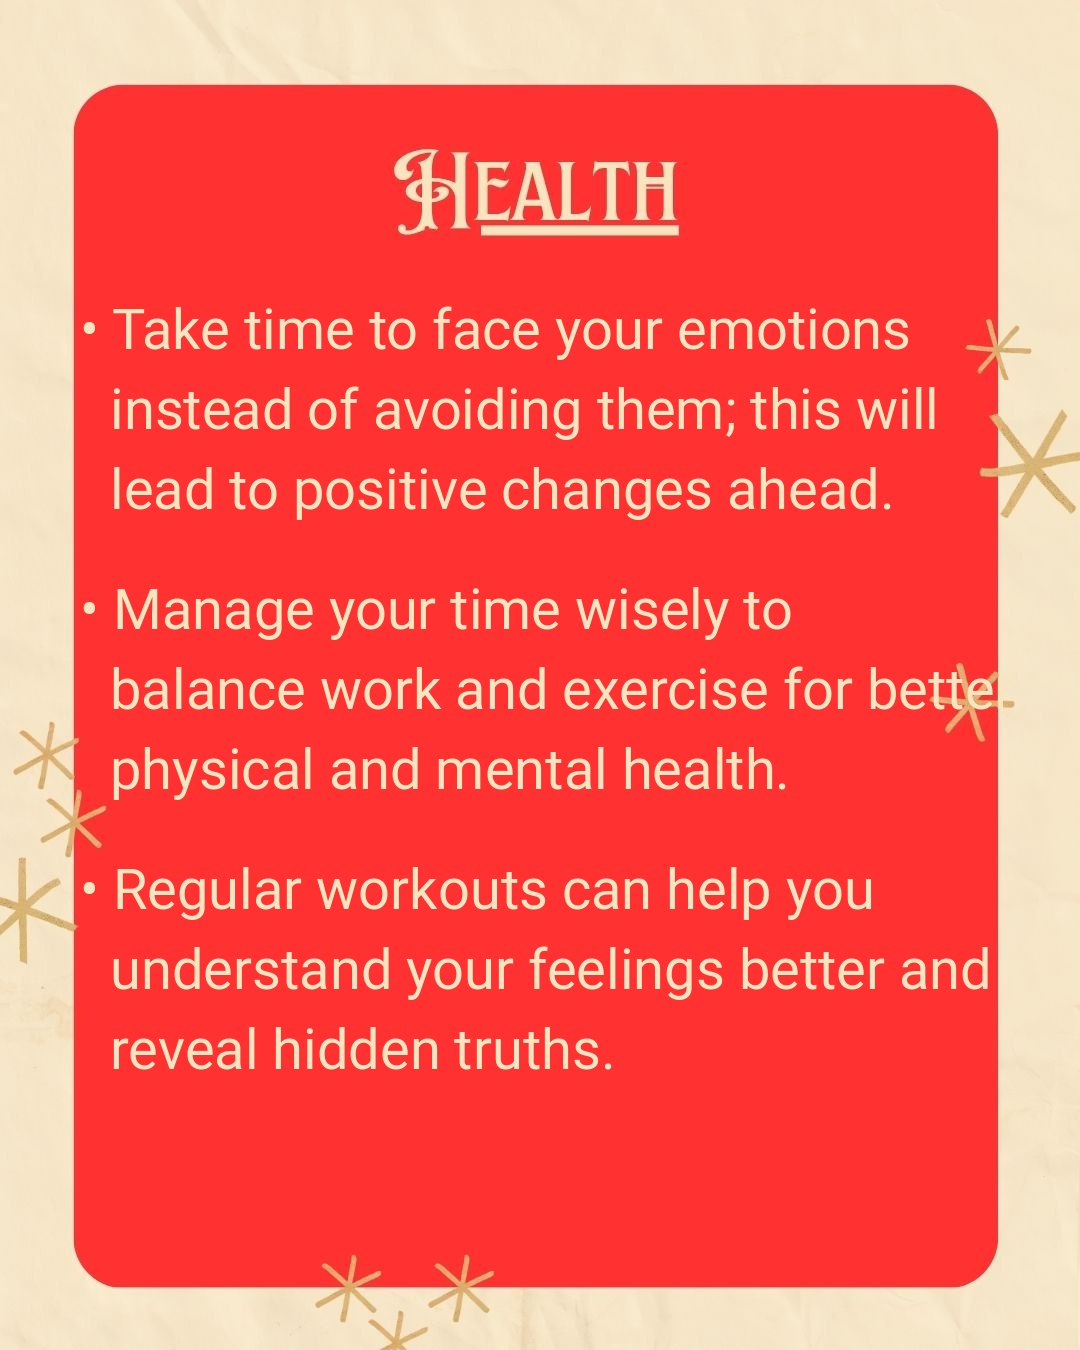 Health
• Take time to face your emotions
instead of avoiding them; this will
lead to positive changes ahead.
• Manage your time wisely to
balance work and exercise for bette
physical and mental health.
• Regular workouts can help you
understand your feelings better and
reveal hidden truths.